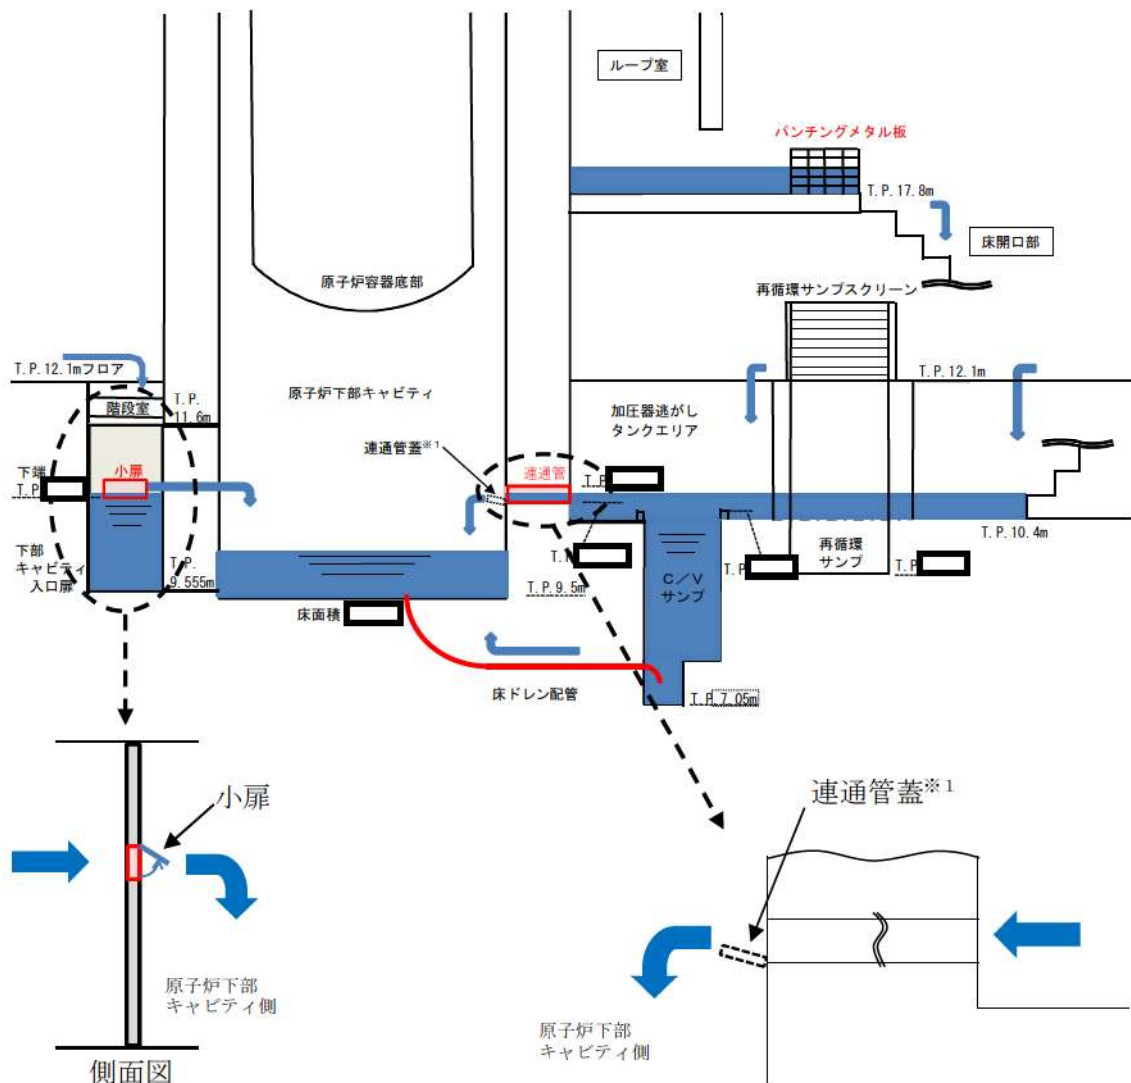 ループ室
パンチングメタル板
T.P.17.8m
床開口部
原子炉容器底部
再循環サンプスクリーン
T.P.12.1mフロア
T.P.12.1m
階段室
T.P.
11.6m
原子炉下部キャビティ
加圧器逃がし
タンクエリア
連通管蓋※1
下端
T.P
小扉
連通管
T.P
下部
キャビティ
入口扉
T.P.
9.555m
T.P.9.5m
T.P
C/V
サンプ
再循環
サンプ
T.P.10.4m
T.P
床面積
床ドレン配管
T.P.7.05m
小扉
連通管蓋※1
原子炉下部
キャビティ側
側面図
原子炉下部
キャビティ側